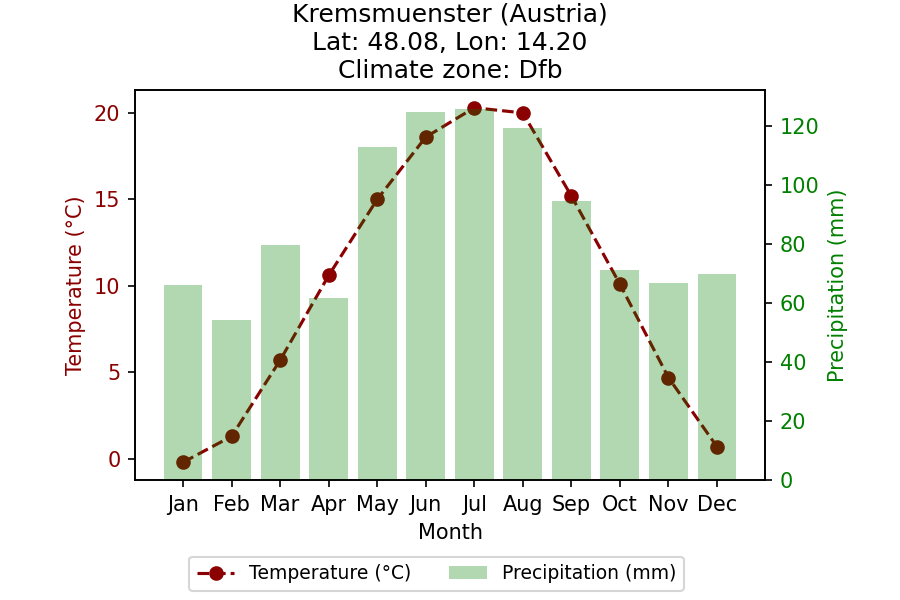 Kremsmuenster (Austria)
Lat: 48.08, Lon: 14.20
Climate zone: Dfb
Temperature (°C)
20
15
10
5
0
Precipitation (mm)
120
100
80
60
40
20
0
Jan Feb Mar Apr May Jun Jul Aug Sep Oct Nov Dec
Month
Temperature (°C) Precipitation (mm)